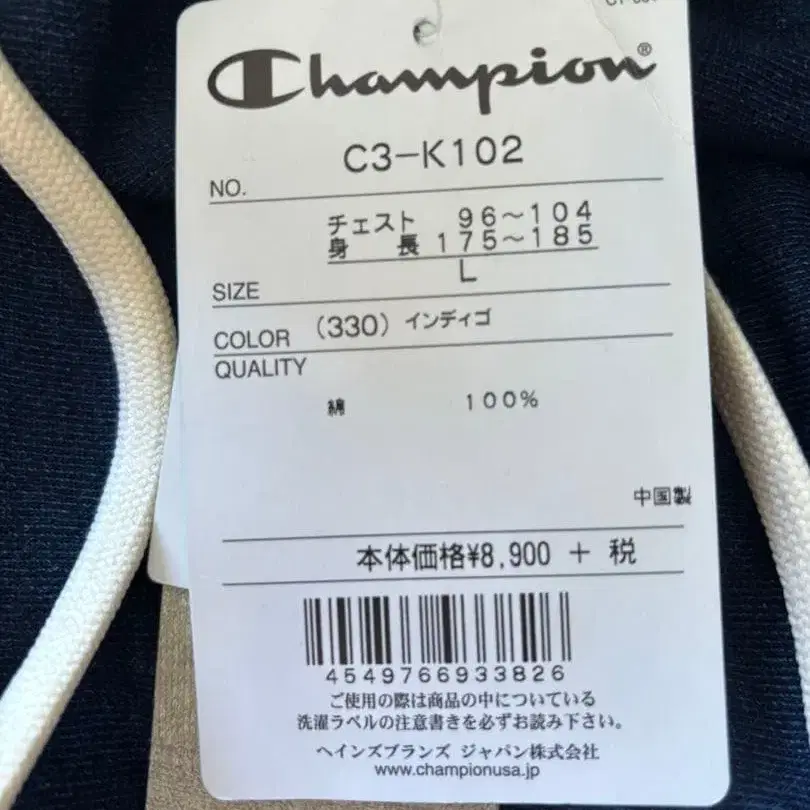 Champion®
NO. C3-K102
チェスト 96～104
身長 175～185
SIZE L
COLOR (330) インディゴ
QUALITY
綿 100%
中国製
本体価格¥8,900 + 税
4549766933826
ご使用の際は商品の中についている
洗濯ラベルの注意書きを必ずお読み下さい。
ヘインズブランズ ジャパン株式会社
www.championusa.jp